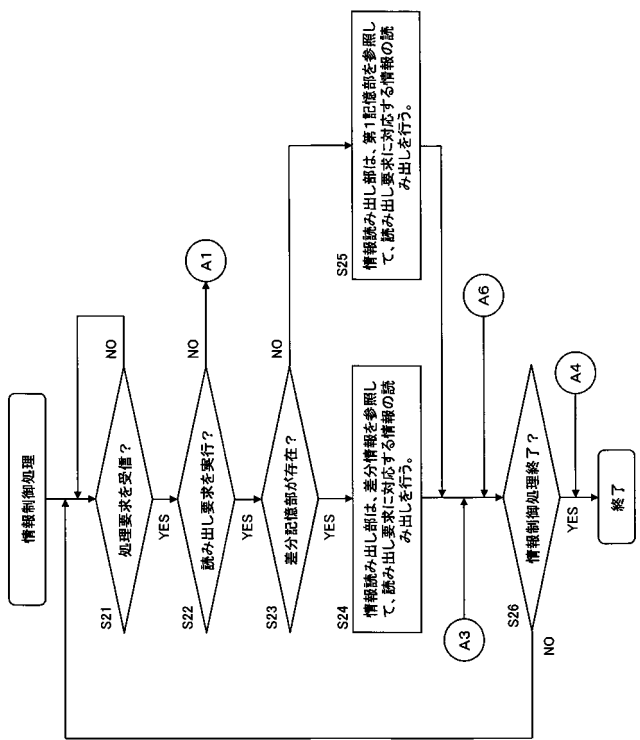 情報制御処理
S21
処理要求を受信？
NO
YES
S22
読み出し要求を実行？
NO
A1
YES
S23
差分記憶部が存在？
NO
YES
S24
情報読み出し部は、差分情報を参照し
て、読み出し要求に対応する情報の読
み出しを行う。
S25
情報読み出し部は、第1記憶部を参照し
て、読み出し要求に対応する情報の読
み出しを行う。
A3
A6
S26
情報制御処理終了？
NO
YES
A4
終了